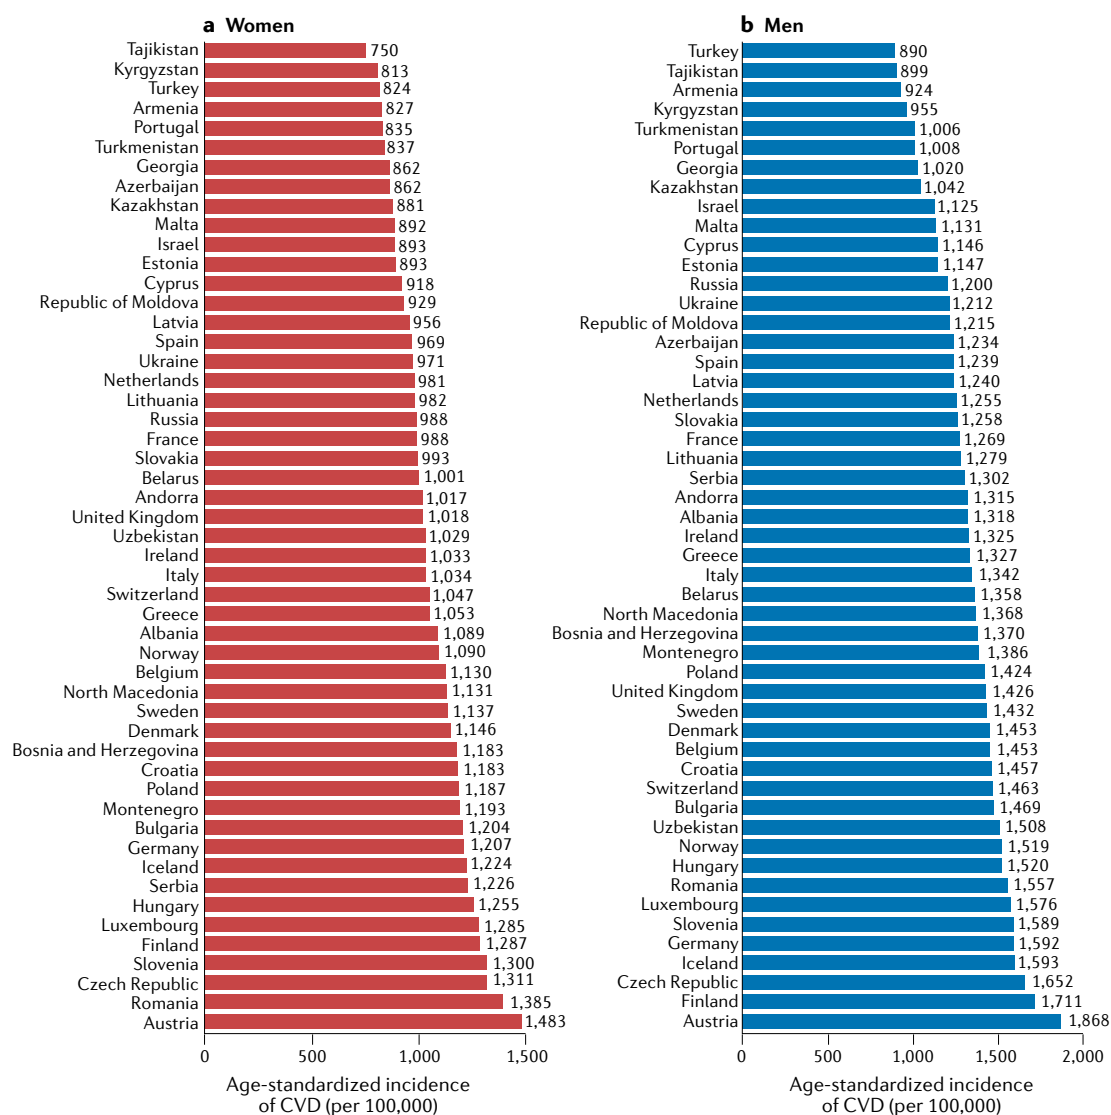 a Women
Tajikistan 750
Kyrgyzstan 813
Turkey 824
Armenia 827
Portugal 835
Turkmenistan 837
Georgia 862
Azerbaijan 862
Kazakhstan 881
Malta 892
Israel 893
Estonia 893
Cyprus 918
Republic of Moldova 929
Latvia 956
Spain 969
Ukraine 971
Netherlands 981
Lithuania 982
Russia 988
France 988
Slovakia 993
Belarus 1,001
Andorra 1,017
United Kingdom 1,018
Uzbekistan 1,029
Ireland 1,033
Italy 1,034
Switzerland 1,047
Greece 1,053
Albania 1,089
Norway 1,090
Belgium 1,130
North Macedonia 1,131
Sweden 1,137
Denmark 1,146
Bosnia and Herzegovina 1,183
Croatia 1,183
Poland 1,187
Montenegro 1,193
Bulgaria 1,204
Germany 1,207
Iceland 1,224
Serbia 1,226
Hungary 1,255
Luxembourg 1,285
Finland 1,287
Slovenia 1,300
Czech Republic 1,311
Romania 1,385
Austria 1,483
0 500 1,000 1,500
Age-standardized incidence
of CVD (per 100,000)
b Men
Turkey 890
Tajikistan 899
Armenia 924
Kyrgyzstan 955
Turkmenistan 1,006
Portugal 1,008
Georgia 1,020
Kazakhstan 1,042
Israel 1,125
Malta 1,131
Cyprus 1,146
Estonia 1,147
Russia 1,200
Ukraine 1,212
Republic of Moldova 1,215
Azerbaijan 1,234
Spain 1,239
Latvia 1,240
Netherlands 1,255
Slovakia 1,258
France 1,269
Lithuania 1,279
Serbia 1,302
Andorra 1,315
Albania 1,318
Ireland 1,325
Greece 1,327
Italy 1,342
Belarus 1,358
North Macedonia 1,368
Bosnia and Herzegovina 1,370
Montenegro 1,386
Poland 1,424
United Kingdom 1,426
Sweden 1,432
Denmark 1,453
Belgium 1,453
Croatia 1,457
Switzerland 1,463
Bulgaria 1,469
Uzbekistan 1,508
Norway 1,519
Hungary 1,520
Romania 1,557
Luxembourg 1,576
Slovenia 1,589
Germany 1,592
Iceland 1,593
Czech Republic 1,652
Finland 1,711
Austria 1,868
0 500 1,000 1,500 2,000
Age-standardized incidence
of CVD (per 100,000)